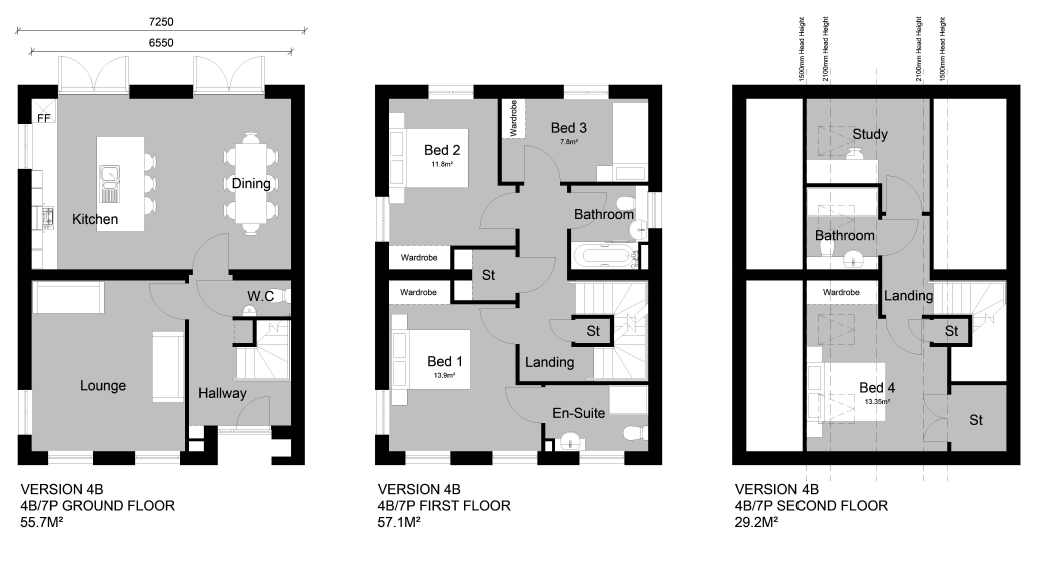 7250
6550
FF
Kitchen
Dining
W.C
Lounge
Hallway
VERSION 4B
4B/7P GROUND FLOOR
55.7M²
Bed 2
11.8m²
Wardrobe
Bed 3
7.8m²
Bathroom
Wardrobe
St
Wardrobe
St
Bed 1
13.9m²
Landing
En-Suite
VERSION 4B
4B/7P FIRST FLOOR
57.1M²
1500mm Head Height
2100mm Head Height
2100mm Head Height
1500mm Head Height
Study
Bathroom
Wardrobe
Landing
St
Bed 4
13.35m²
St
VERSION 4B
4B/7P SECOND FLOOR
29.2M²